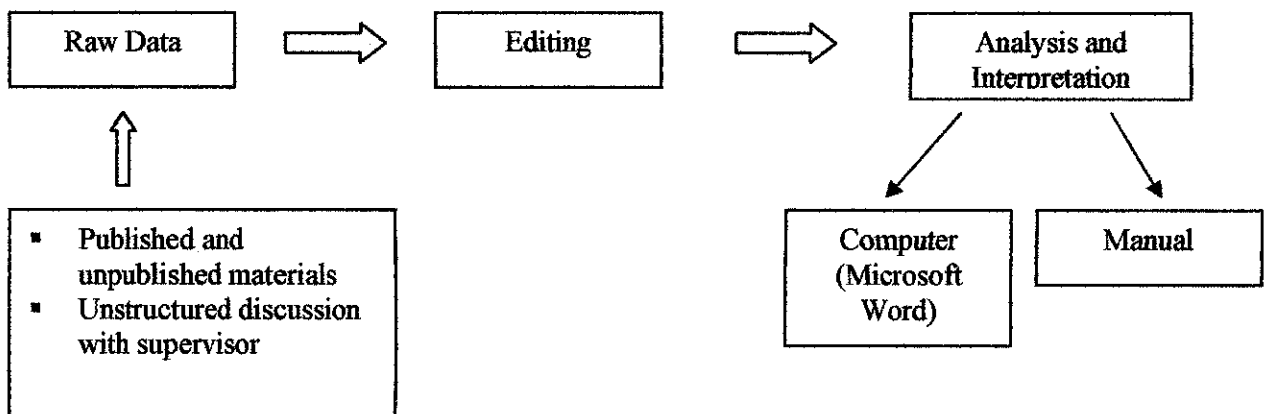 Raw Data
Editing
Analysis and
Interpretation
▪ Published and
unpublished materials
▪ Unstructured discussion
with supervisor
Computer
(Microsoft
Word)
Manual